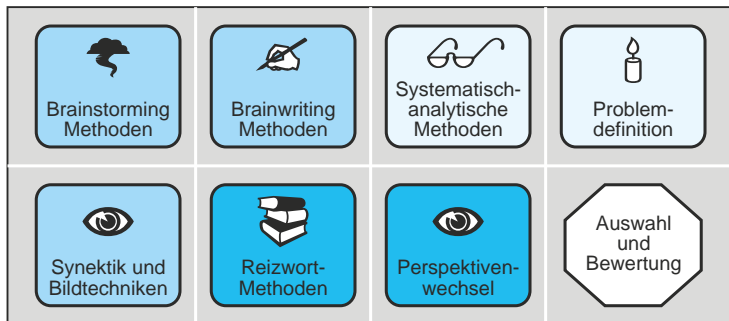 Brainstorming
Methoden
Brainwriting
Methoden
Systematisch-
analytische
Methoden
Problem-
definition
Synektik und
Bildtechniken
Reizwort-
Methoden
Perspektiven-
wechsel
Auswahl
und
Bewertung